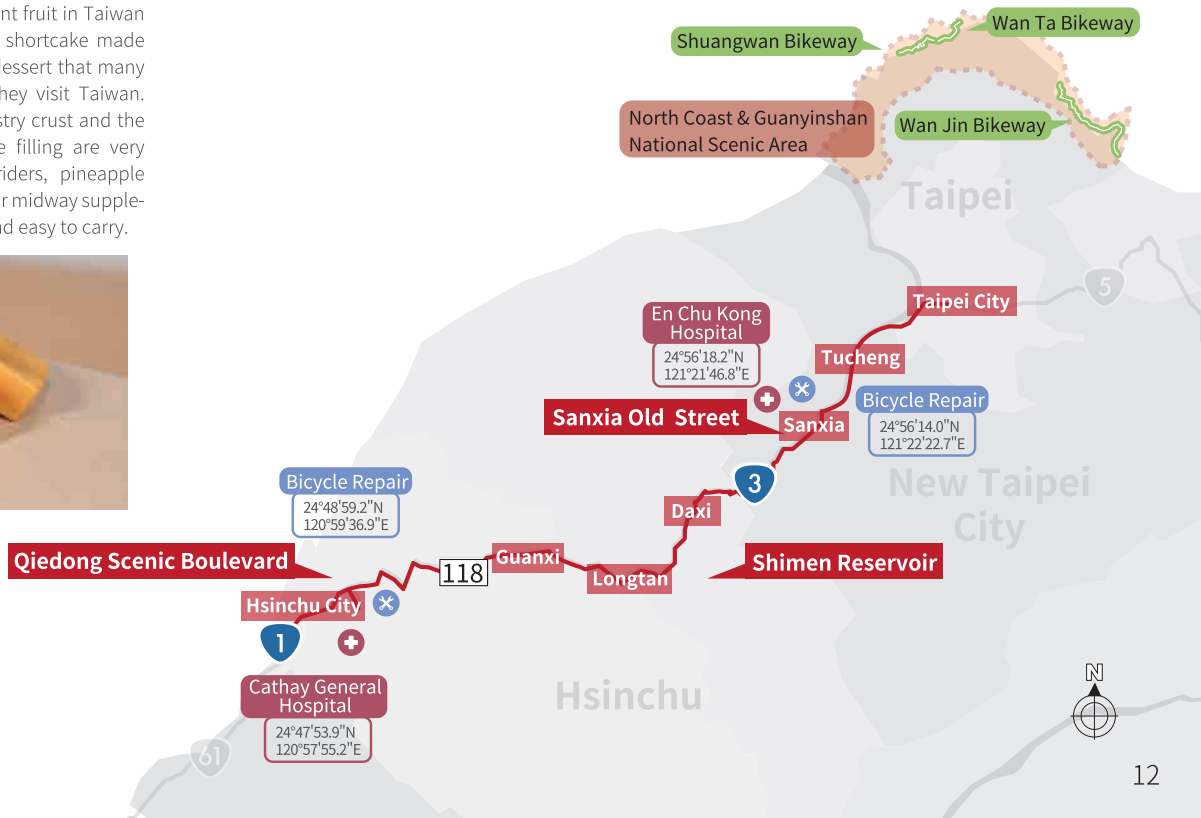 nt fruit in Taiwan
shortcake made
dessert that many
hey visit Taiwan.
stry crust and the
e filling are very
riders, pineapple
r midway supple-
nd easy to carry.
Shuangwan Bikeway
Wan Ta Bikeway
North Coast & Guanyinshan
National Scenic Area
Wan Jin Bikeway
Taipei
5
Taipei City
En Chu Kong
Hospital
24°56'18.2"N
121°21'46.8"E
Tucheng
Bicycle Repair
24°56'14.0"N
121°22'22.7"E
Sanxia Old Street
Sanxia
3
New Taipei
City
Daxi
Bicycle Repair
24°48'59.2"N
120°59'36.9"E
Qiedong Scenic Boulevard
118
Guanxi
Longtan
Shimen Reservoir
Hsinchu City
1
Cathay General
Hospital
24°47'53.9"N
120°57'55.2"E
Hsinchu
61
N
12